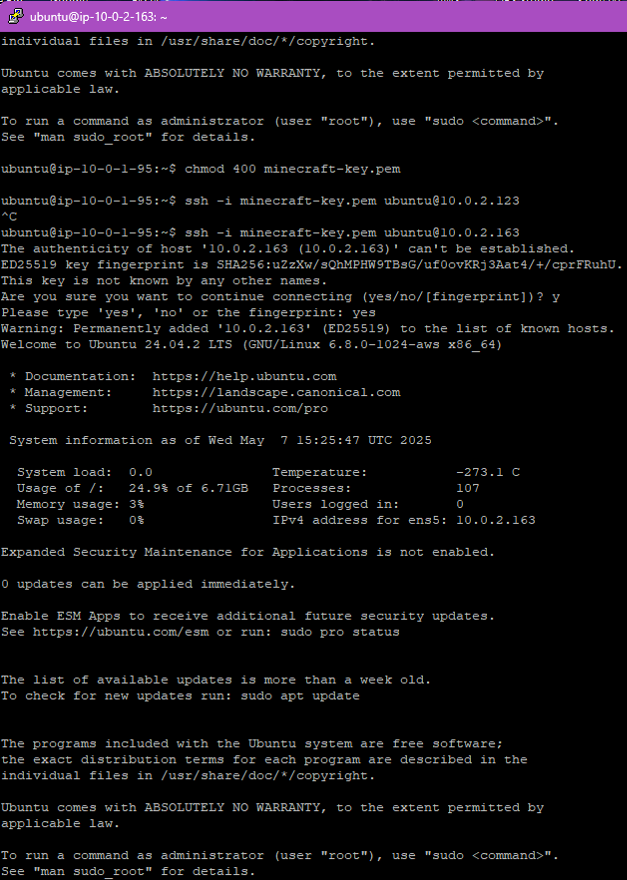 ubuntu@ip-10-0-2-163: ~
individual files in /usr/share/doc/*/copyright.
Ubuntu comes with ABSOLUTELY NO WARRANTY, to the extent permitted by
applicable law.
To run a command as administrator (user "root"), use "sudo <command>".
See "man sudo_root" for details.
ubuntu@ip-10-0-1-95:~$ chmod 400 minecraft-key.pem
ubuntu@ip-10-0-1-95:~$ ssh -i minecraft-key.pem ubuntu@10.0.2.123
^C
ubuntu@ip-10-0-1-95:~$ ssh -i minecraft-key.pem ubuntu@10.0.2.163
The authenticity of host '10.0.2.163 (10.0.2.163)' can't be established.
ED25519 key fingerprint is SHA256:uZzXw/sQhMPHW9TBsG/uf0ovKRj3Aat4/+/cprFRuhU.
This key is not known by any other names.
Are you sure you want to continue connecting (yes/no/[fingerprint])? y
Please type 'yes', 'no' or the fingerprint: yes
Warning: Permanently added '10.0.2.163' (ED25519) to the list of known hosts.
Welcome to Ubuntu 24.04.2 LTS (GNU/Linux 6.8.0-1024-aws x86_64)
* Documentation:  https://help.ubuntu.com
* Management:     https://landscape.canonical.com
* Support:        https://ubuntu.com/pro
System information as of Wed May  7 15:25:47 UTC 2025
System load:  0.0                Temperature:           -273.1 C
Usage of /:   24.9% of 6.71GB   Processes:             107
Memory usage: 3%                Users logged in:       0
Swap usage:   0%                IPv4 address for ens5: 10.0.2.163
Expanded Security Maintenance for Applications is not enabled.
0 updates can be applied immediately.
Enable ESM Apps to receive additional future security updates.
See https://ubuntu.com/esm or run: sudo pro status
The list of available updates is more than a week old.
To check for new updates run: sudo apt update
The programs included with the Ubuntu system are free software;
the exact distribution terms for each program are described in the
individual files in /usr/share/doc/*/copyright.
Ubuntu comes with ABSOLUTELY NO WARRANTY, to the extent permitted by
applicable law.
To run a command as administrator (user "root"), use "sudo <command>".
See "man sudo_root" for details.